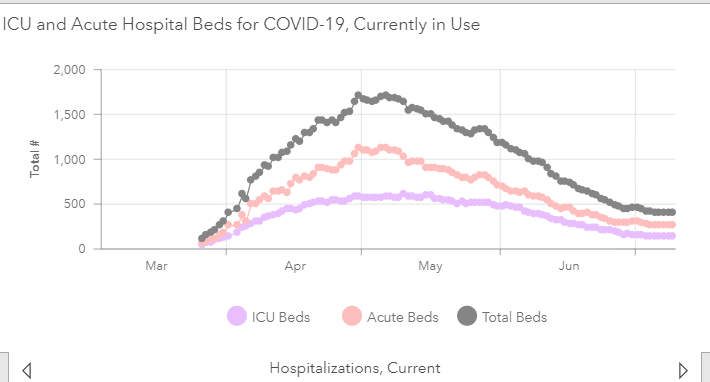 ICU and Acute Hospital Beds for COVID-19, Currently in Use
2,000
1,500
1,000
500
0
Total #
Mar Apr May Jun
ICU Beds Acute Beds Total Beds
Hospitalizations, Current